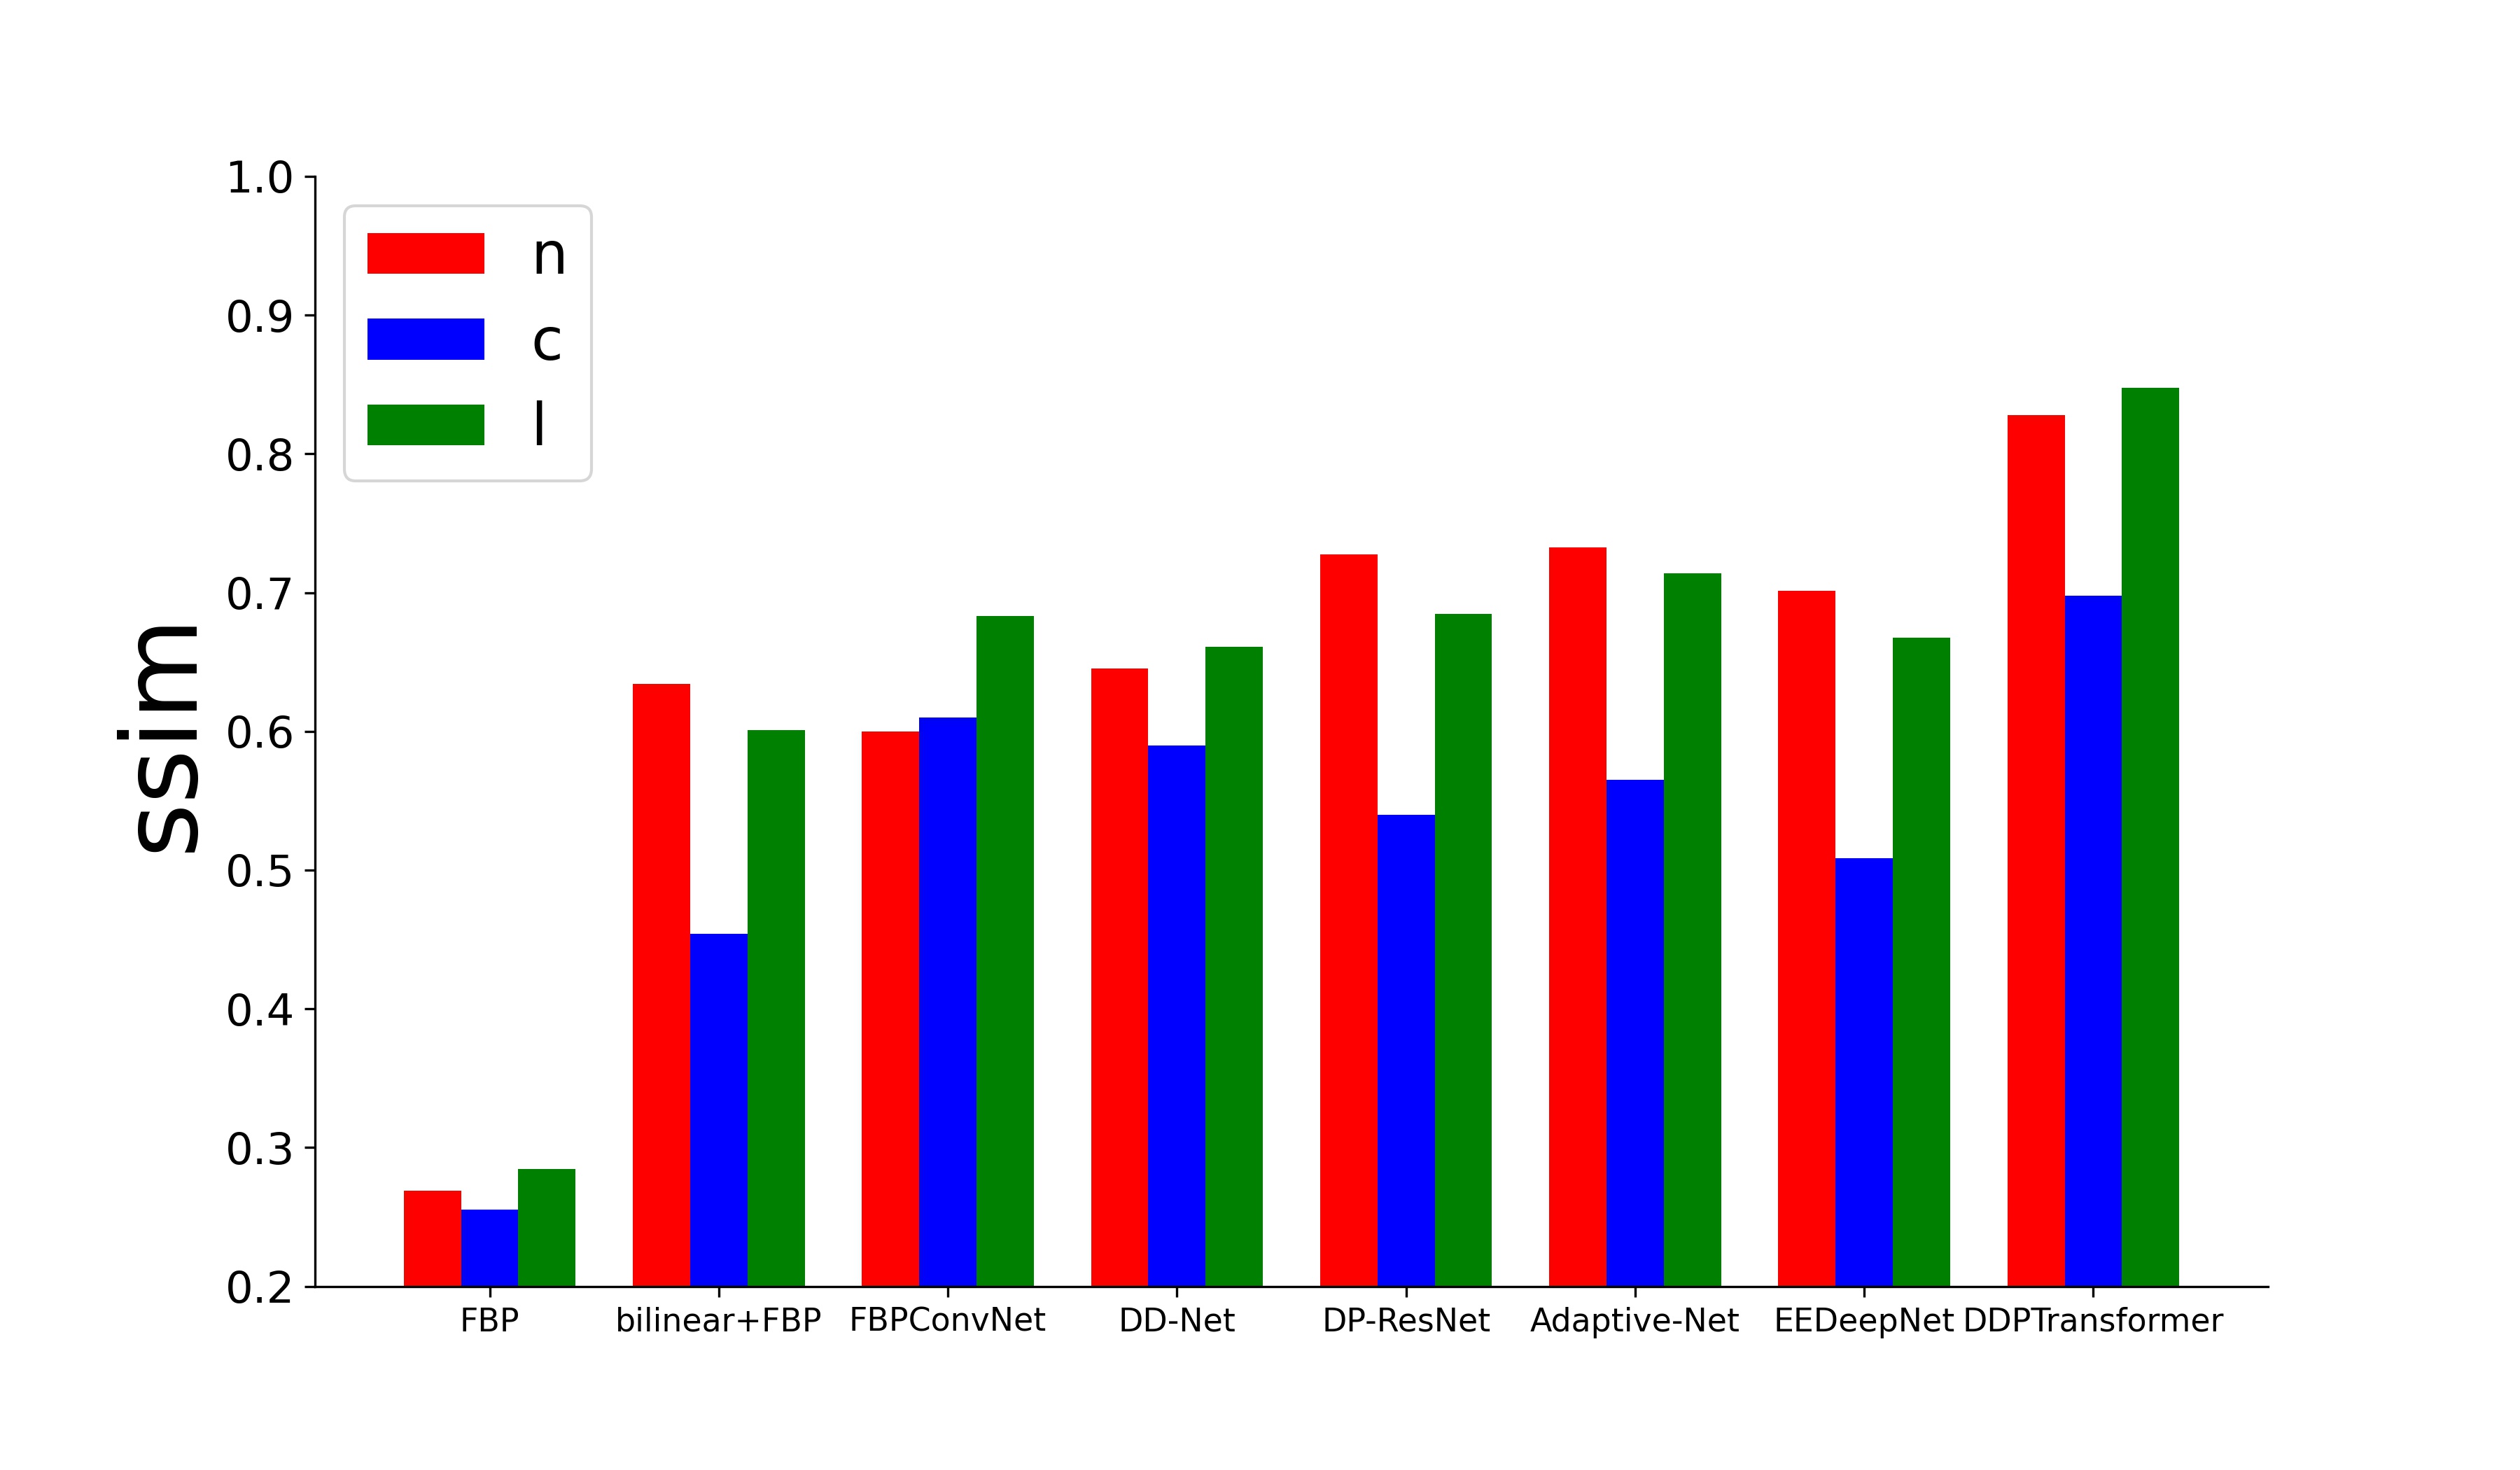 1.0
0.9
0.8
0.7
0.6
0.5
0.4
0.3
0.2
ssim
n
c
l
FBP bilinear+FBP FBPConvNet DD-Net DP-ResNet Adaptive-Net EEDeepNet DDPTransformer